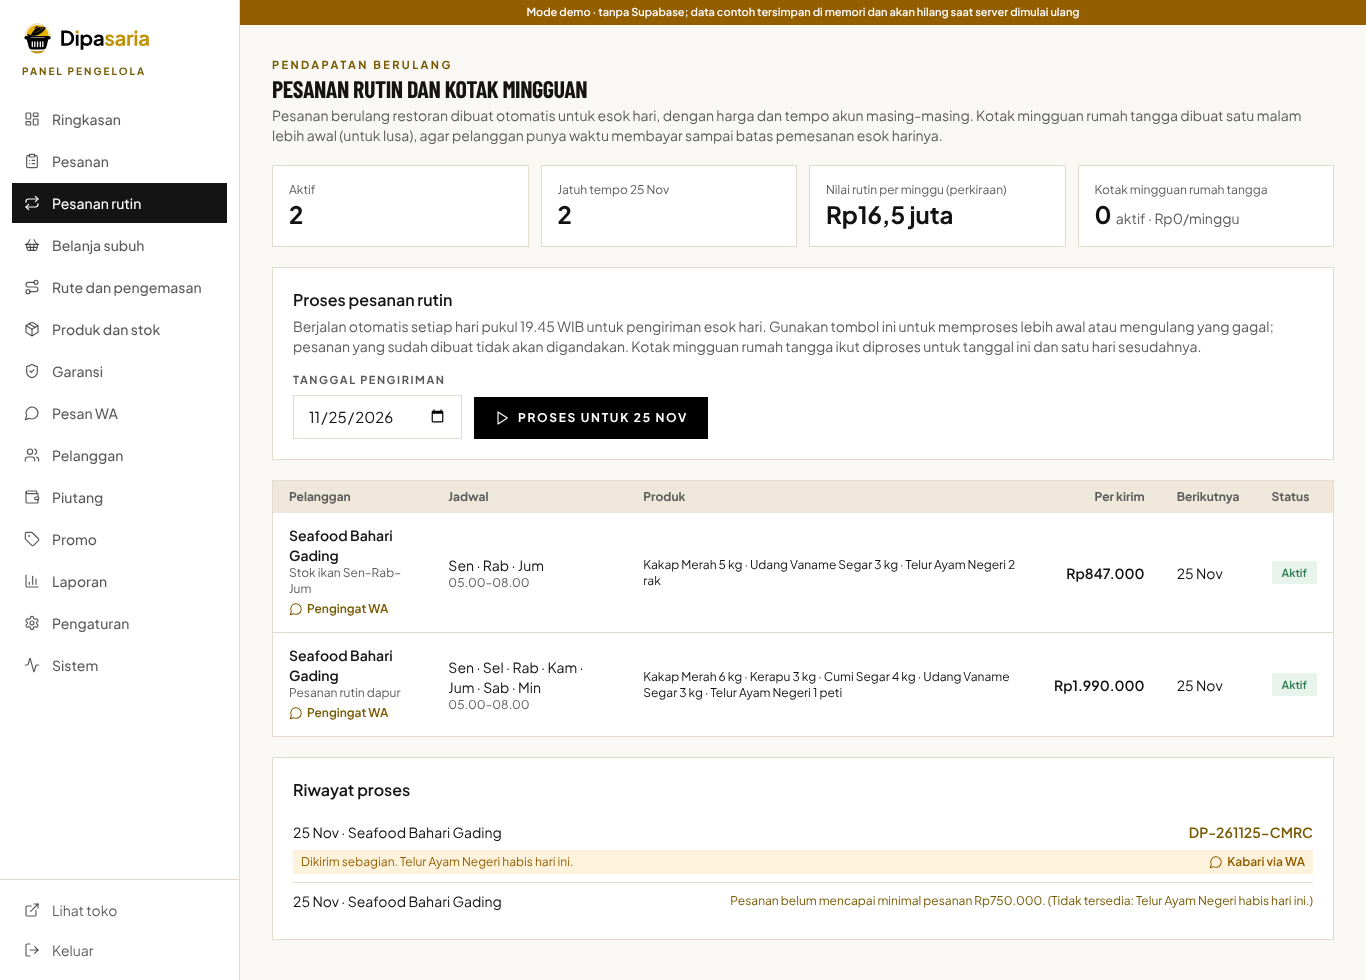 Mode demo · tanpa Supabase; data contoh tersimpan di memori dan akan hilang saat server dimulai ulang
Dipasaria
PANEL PENGELOLA
Ringkasan
Pesanan
Pesanan rutin
Belanja subuh
Rute dan pengemasan
Produk dan stok
Garansi
Pesan WA
Pelanggan
Piutang
Promo
Laporan
Pengaturan
Sistem
Lihat toko
Keluar
PENDAPATAN BERULANG
PESANAN RUTIN DAN KOTAK MINGGUAN
Pesanan berulang restoran dibuat otomatis untuk esok hari, dengan harga dan tempo akun masing-masing. Kotak mingguan rumah tangga dibuat satu malam
lebih awal (untuk lusa), agar pelanggan punya waktu membayar sampai batas pemesanan esok harinya.
Aktif
2
Jatuh tempo 25 Nov
2
Nilai rutin per minggu (perkiraan)
Rp16,5 juta
Kotak mingguan rumah tangga
0 aktif · Rp0/minggu
Proses pesanan rutin
Berjalan otomatis setiap hari pukul 19.45 WIB untuk pengiriman esok hari. Gunakan tombol ini untuk memproses lebih awal atau mengulang yang gagal;
pesanan yang sudah dibuat tidak akan digandakan. Kotak mingguan rumah tangga ikut diproses untuk tanggal ini dan satu hari sesudahnya.
TANGGAL PENGIRIMAN
11/25/2026
PROSES UNTUK 25 NOV
Pelanggan Jadwal Produk Per kirim Berikutnya Status
Seafood Bahari
Gading
Stok ikan Sen–Rab–
Jum
Pengingat WA
Sen · Rab · Jum
05.00–08.00
Kakap Merah 5 kg · Udang Vaname Segar 3 kg · Telur Ayam Negeri 2
rak
Rp847.000
25 Nov
Aktif
Seafood Bahari
Gading
Pesanan rutin dapur
Pengingat WA
Sen · Sel · Rab · Kam ·
Jum · Sab · Min
05.00–08.00
Kakap Merah 6 kg · Kerapu 3 kg · Cumi Segar 4 kg · Udang Vaname
Segar 3 kg · Telur Ayam Negeri 1 peti
Rp1.990.000
25 Nov
Aktif
Riwayat proses
25 Nov · Seafood Bahari Gading DP-261125-CMRC
Dikirim sebagian. Telur Ayam Negeri habis hari ini. Kabari via WA
25 Nov · Seafood Bahari Gading Pesanan belum mencapai minimal pesanan Rp750.000. (Tidak tersedia: Telur Ayam Negeri habis hari ini.)